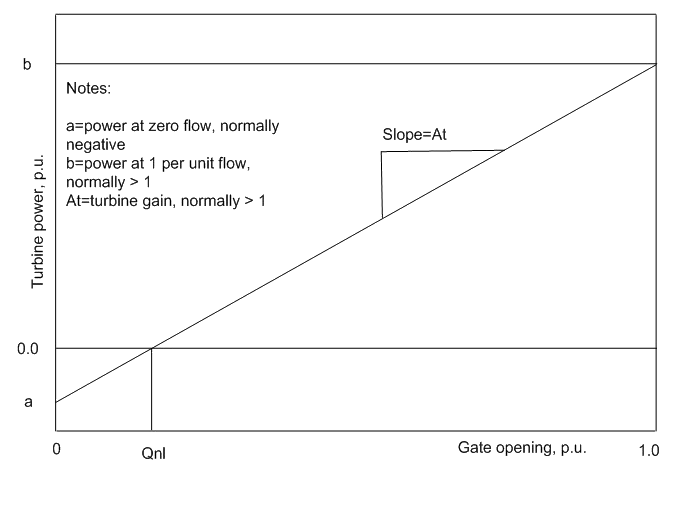 b
Notes:
a=power at zero flow, normally
negative
b=power at 1 per unit flow,
normally > 1
At=turbine gain, normally > 1
Slope=At
Turbine power, p.u.
0.0
a
0
Qnl
Gate opening, p.u.
1.0